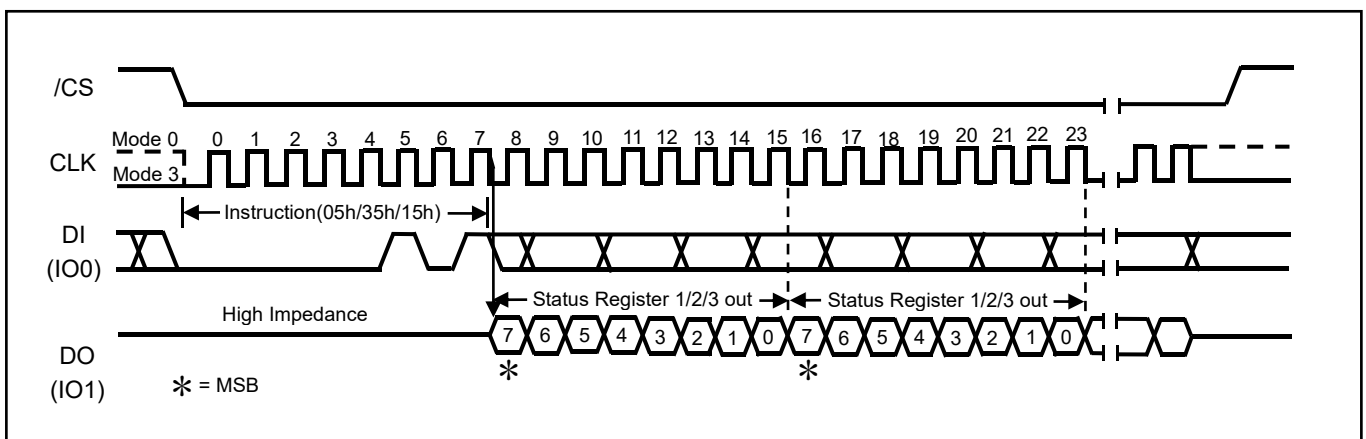 /CS
Mode 0 0 1 2 3 4 5 6 7 8 9 10 11 12 13 14 15 16 17 18 19 20 21 22 23
CLK
Mode 3
Instruction(05h/35h/15h)
DI
(IO0)
Status Register 1/2/3 out Status Register 1/2/3 out
High Impedance
7 6 5 4 3 2 1 0 7 6 5 4 3 2 1 0
DO
(IO1)
* *
* = MSB